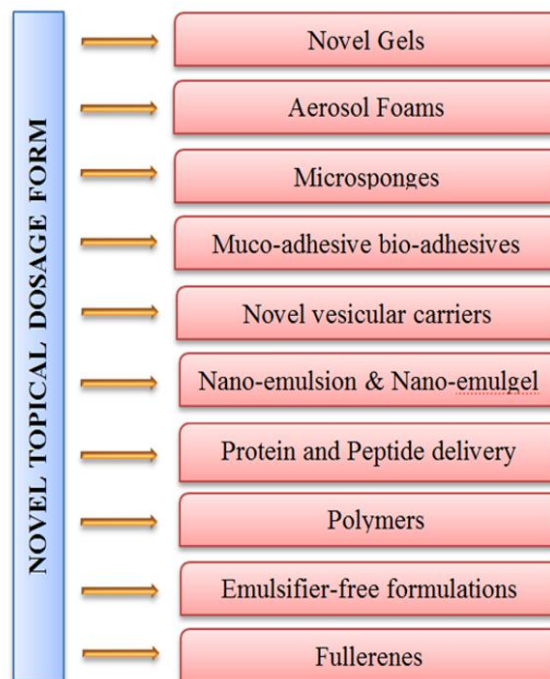 NOVEL TOPICAL DOSAGE FORM
Novel Gels
Aerosol Foams
Microsponges
Muco-adhesive bio-adhesives
Novel vesicular carriers
Nano-emulsion & Nano-emulgel
Protein and Peptide delivery
Polymers
Emulsifier-free formulations
Fullerenes